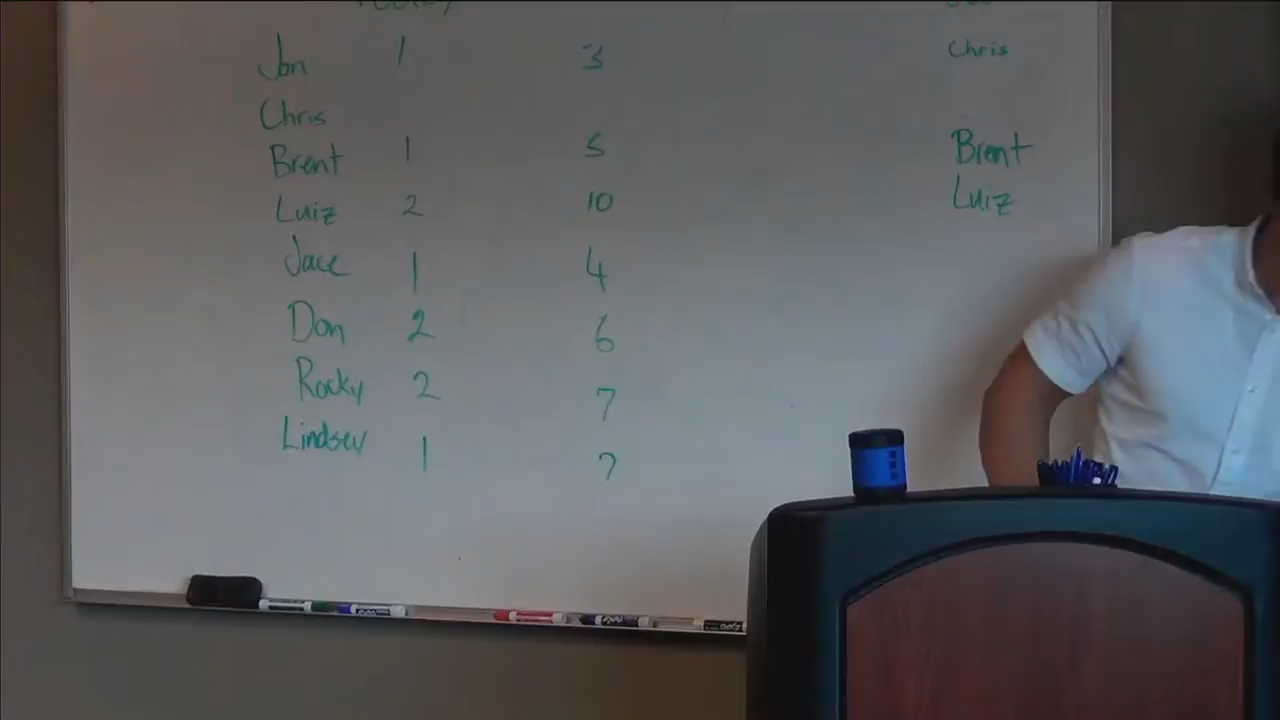 Jon 1 3 Chris
Chris
Brent 1 5 Brent
Luiz 2 10 Luiz
Jace 1 4
Don 2 6
Rocky 2 7
Lindsey 1 ?